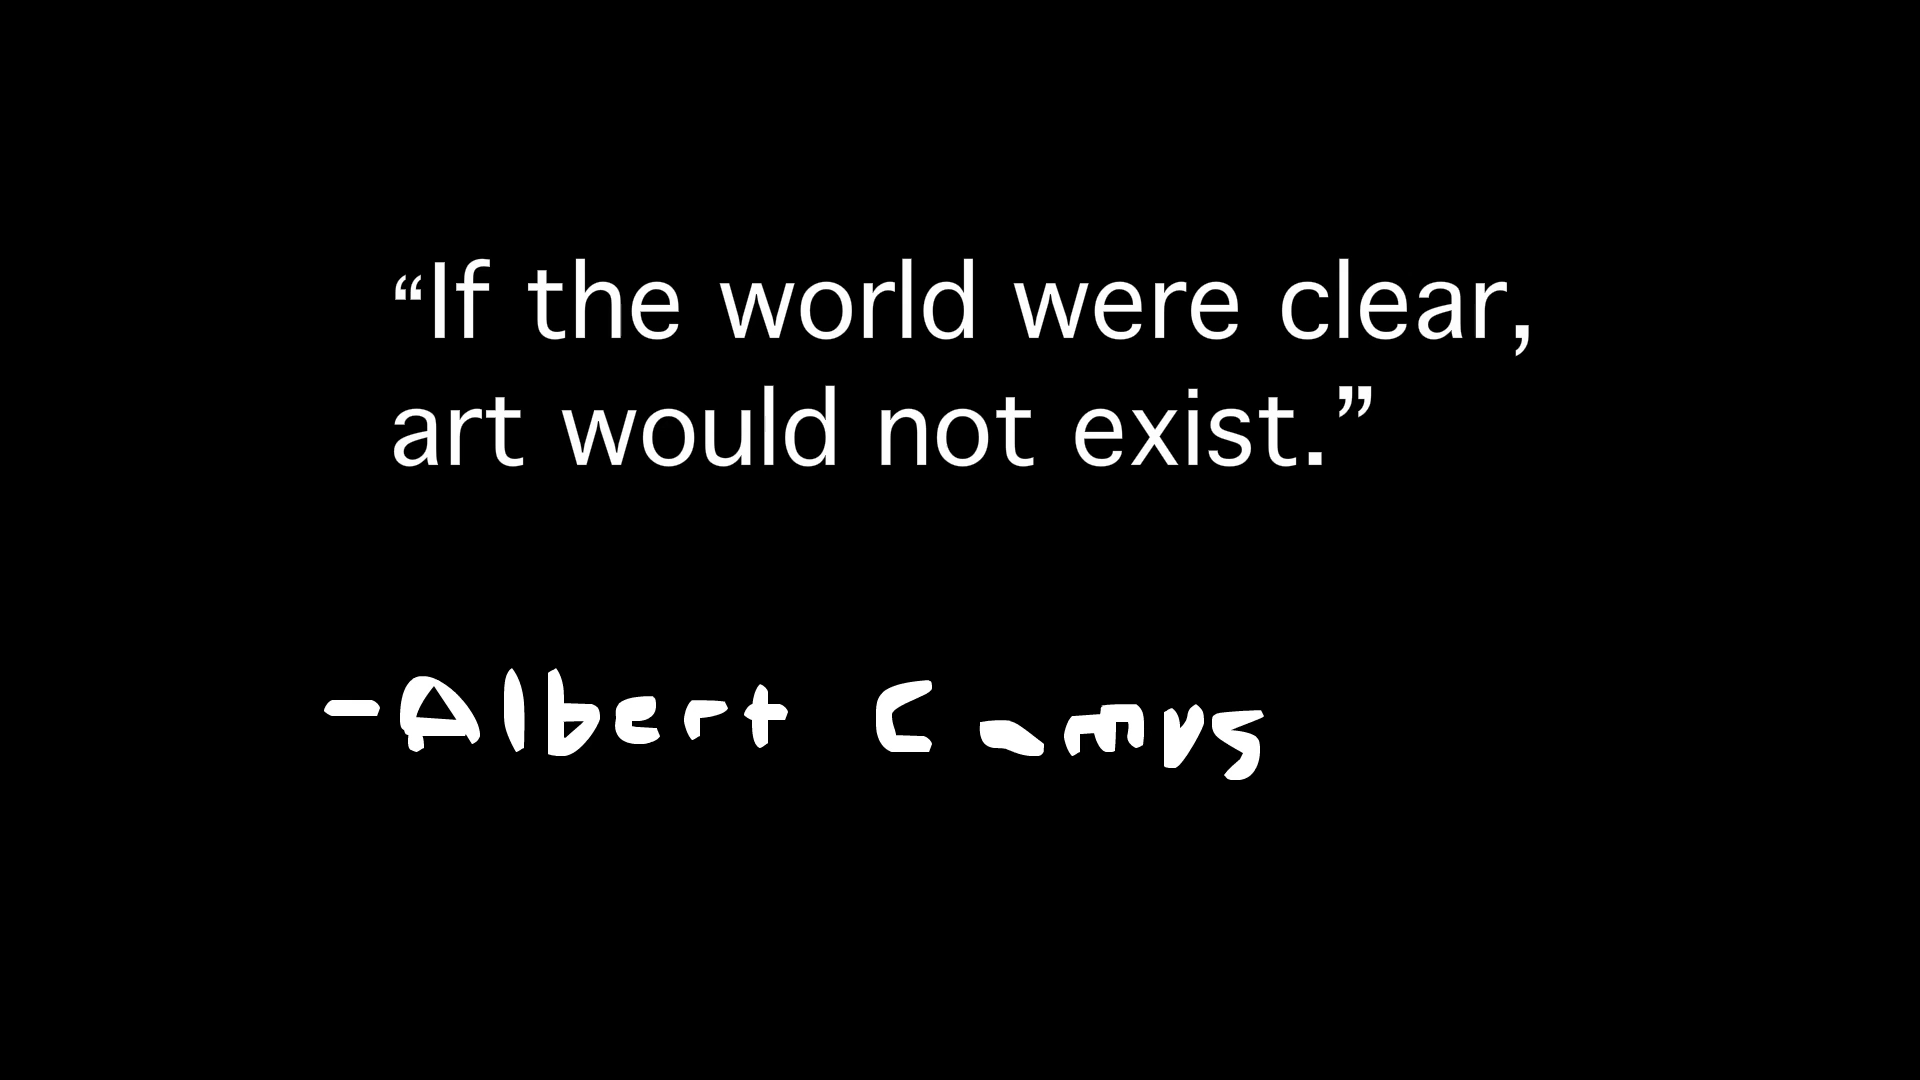 “If the world were clear,
art would not exist.”
-Albert Camus